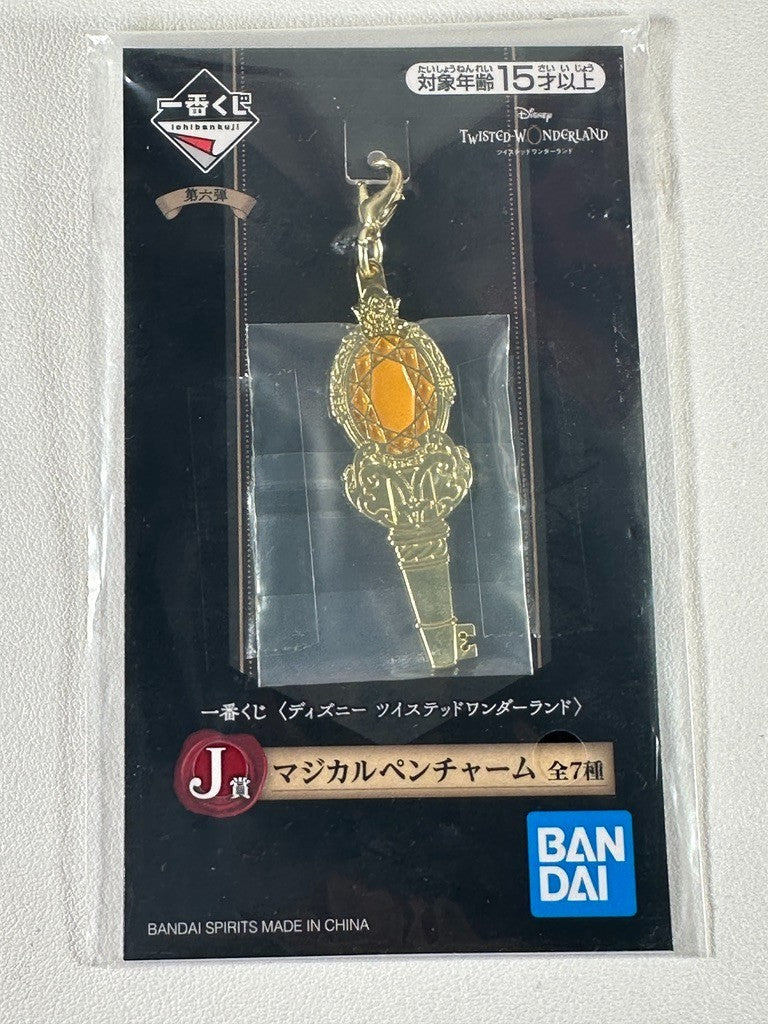 一番くじ
ichibankuji
第六弾
たいしょうねんれい さい い じょう
対象年齢 15才以上
Disney
TWISTED-WONDERLAND
ツイステッドワンダーランド
一番くじ 〈ディズニー ツイステッドワンダーランド〉
J賞 マジカルペンチャーム 全7種
BAN
DAI
BANDAI SPIRITS MADE IN CHINA